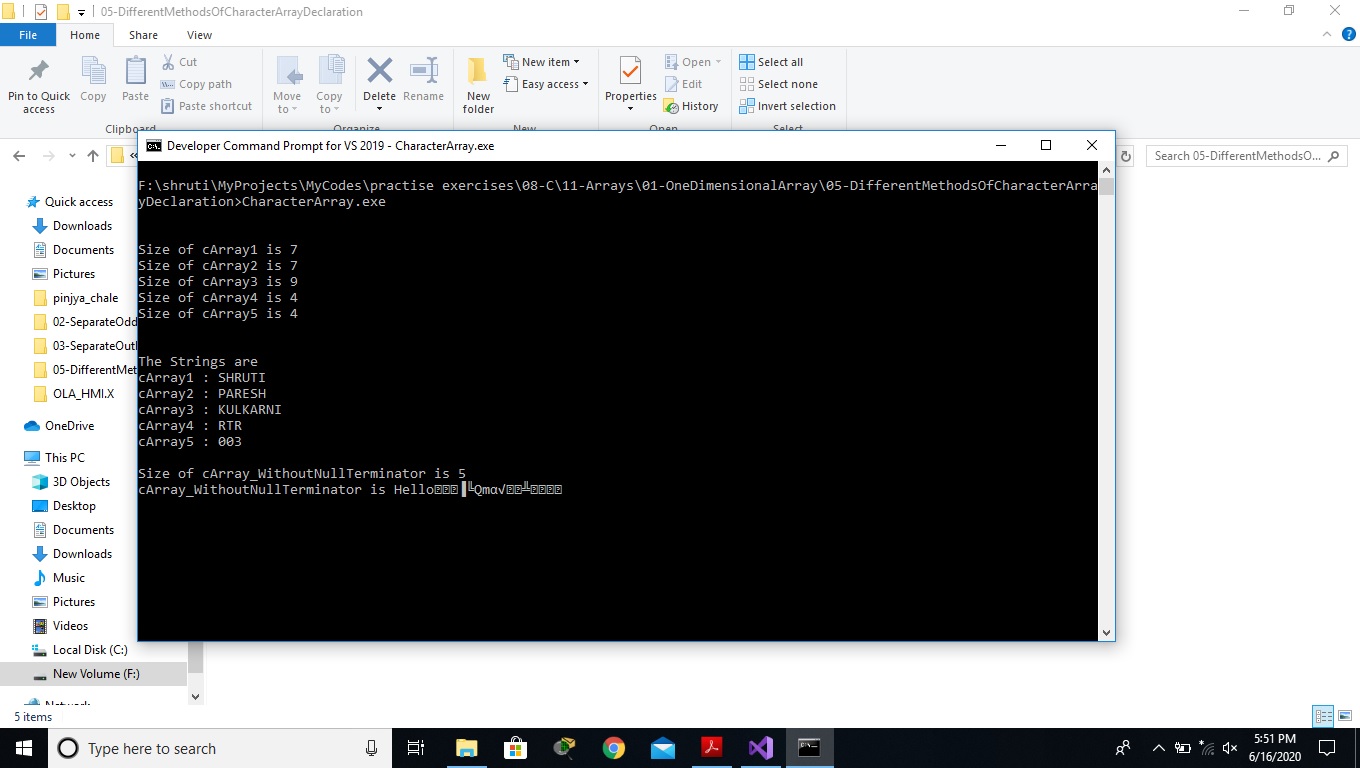 05-DifferentMethodsOfCharacterArrayDeclaration
File Home Share View
Pin to Quick access
Copy
Paste
Cut
Copy path
Paste shortcut
Clipboard
Move to
Copy to
Delete
Rename
Organize
New folder
New item
Easy access
New
Properties
Open
Edit
History
Open
Select all
Select none
Invert selection
Select
«
Search 05-DifferentMethodsO...
Quick access
Downloads
Documents
Pictures
pinjya_chale
02-SeparateOdd
03-SeparateOutl
05-DifferentMet
OLA_HMI.X
OneDrive
This PC
3D Objects
Desktop
Documents
Downloads
Music
Pictures
Videos
Local Disk (C:)
New Volume (F:)
Network
5 items
Developer Command Prompt for VS 2019 - CharacterArray.exe
F:\shruti\MyProjects\MyCodes\practise exercises\08-C\11-Arrays\01-OneDimensionalArray\05-DifferentMethodsOfCharacterArra
yDeclaration>CharacterArray.exe
Size of cArray1 is 7
Size of cArray2 is 7
Size of cArray3 is 9
Size of cArray4 is 4
Size of cArray5 is 4
The Strings are
cArray1 : SHRUTI
cArray2 : PARESH
cArray3 : KULKARNI
cArray4 : RTR
cArray5 : 003
Size of cArray_WithoutNullTerminator is 5
cArray_WithoutNullTerminator is Hello▐╚Qmα√╩
Type here to search
5:51 PM
6/16/2020